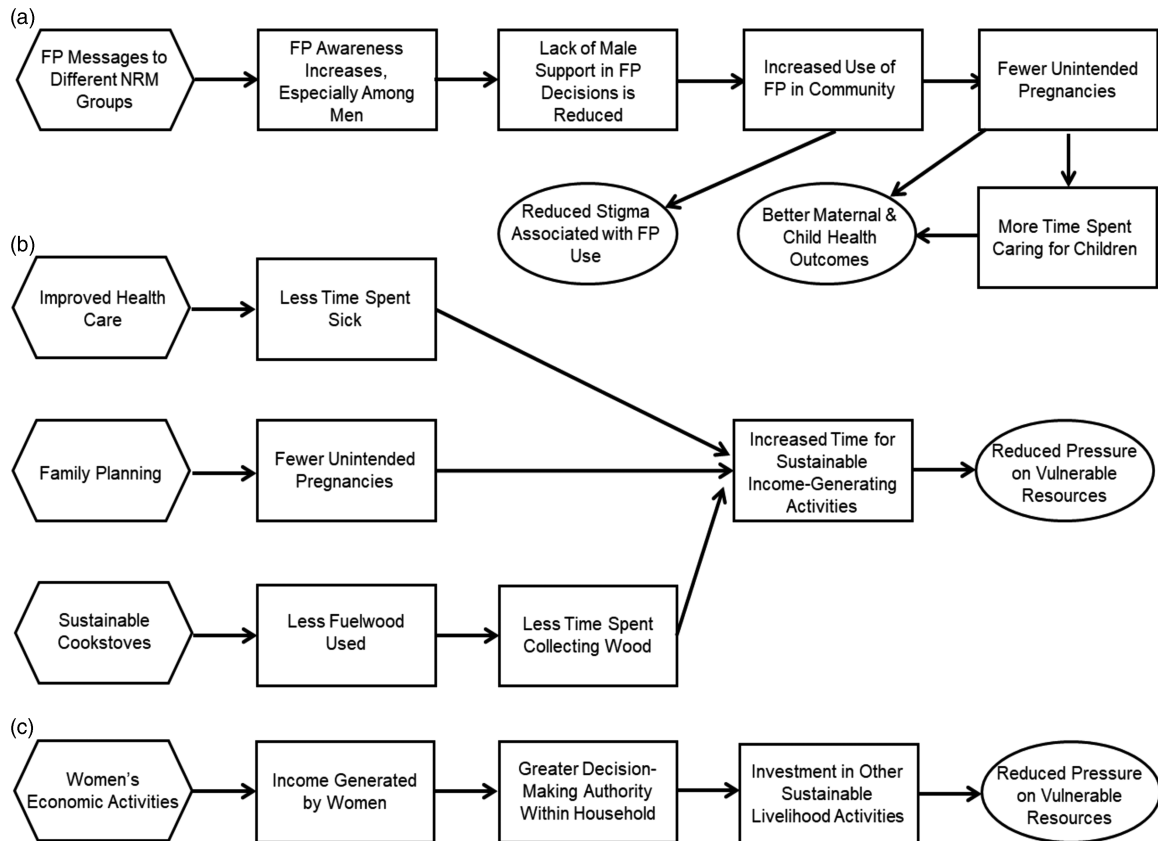 (a)
FP Messages to
Different NRM
Groups
FP Awareness
Increases,
Especially Among
Men
Lack of Male
Support in FP
Decisions is
Reduced
Increased Use of
FP in Community
Fewer Unintended
Pregnancies
Reduced Stigma
Associated with FP
Use
Better Maternal &
Child Health
Outcomes
More Time Spent
Caring for Children
(b)
Improved Health
Care
Less Time Spent
Sick
Family Planning
Fewer Unintended
Pregnancies
Increased Time for
Sustainable
Income-Generating
Activities
Reduced Pressure
on Vulnerable
Resources
Sustainable
Cookstoves
Less Fuelwood
Used
Less Time Spent
Collecting Wood
(c)
Women's
Economic Activities
Income Generated
by Women
Greater Decision-
Making Authority
Within Household
Investment in Other
Sustainable
Livelihood Activities
Reduced Pressure
on Vulnerable
Resources